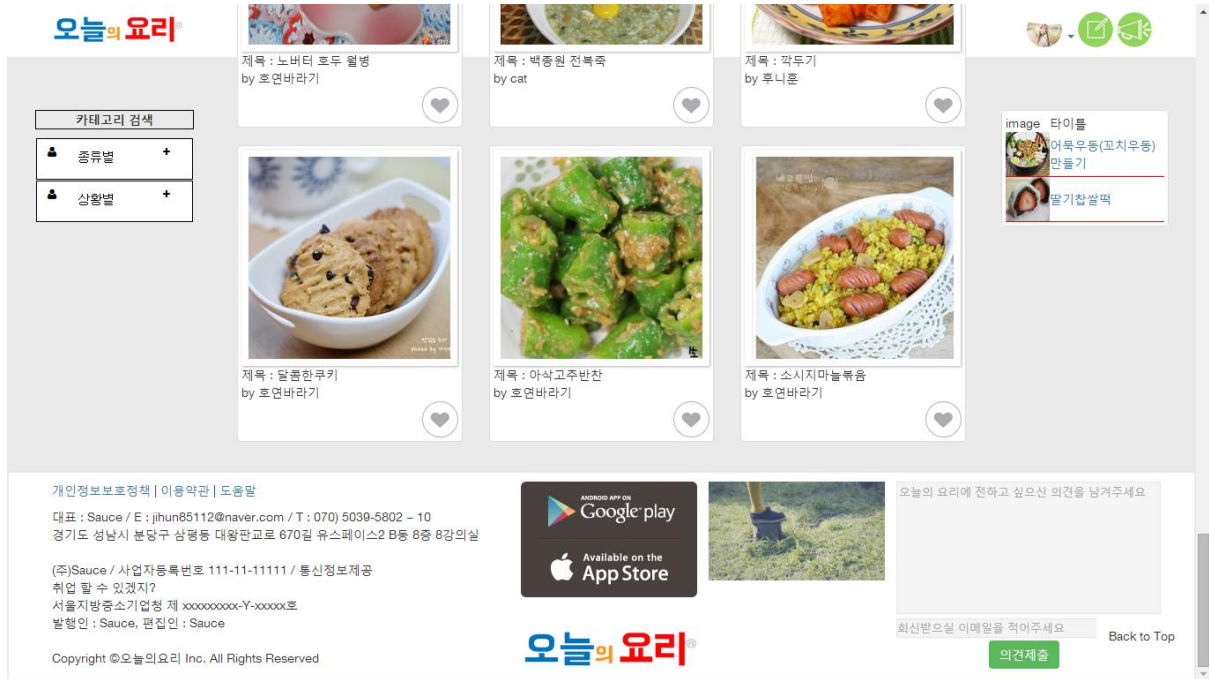 오늘의 요리®
제목 : 노버터 호두 월병
by 호연바라기
제목 : 백종원 전복죽
by cat
제목 : 깍두기
by 후니훈
카테고리 검색
종류별 +
상황별 +
image 타이틀
어묵우동(꼬치우동)
만들기
딸기찹쌀떡
제목 : 달콤한쿠키
by 호연바라기
제목 : 아삭고추반찬
by 호연바라기
제목 : 소시지마늘볶음
by 호연바라기
개인정보보호정책 | 이용약관 | 도움말
대표 : Sauce / E : jihun85112@naver.com / T : 070) 5039-5802 – 10
경기도 성남시 분당구 삼평동 대왕판교로 670길 유스페이스2 B동 8층 8강의실
(주)Sauce / 사업자등록번호 111-11-11111 / 통신정보제공
취업 할 수 있겠지?
서울지방중소기업청 제 xxxxxxxxx-Y-xxxxx호
발행인 : Sauce, 편집인 : Sauce
Copyright ©오늘의요리 Inc. All Rights Reserved
ANDROID APP ON
Google play
Available on the
App Store
오늘의 요리®
오늘의 요리에 전하고 싶으신 의견을 남겨주세요
회신받으실 이메일을 적어주세요
의견제출
Back to Top